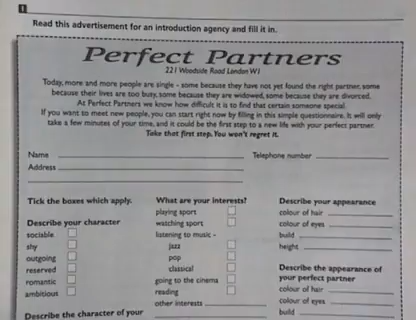 1
Read this advertisement for an introduction agency and fill it in.
Perfect Partners
221 Woodside Road London W1
Today, more and more people are single - some because they have not yet found the right partner, some
because their lives are too busy, some because they are widowed, some because they are divorced.
At Perfect Partners we know how difficult it is to find that certain someone special.
If you want to meet new people, you can start right now by filling in this simple questionnaire. It will only
take a few minutes of your time, and it could be the first step to a new life with your perfect partner.
Take that first step. You won't regret it.
Name Telephone number
Address
Tick the boxes which apply.
Describe your character
sociable
shy
outgoing
reserved
romantic
ambitious
Describe the character of your
What are your interests?
playing sport
watching sport
listening to music -
jazz
pop
classical
going to the cinema
reading
other interests
Describe your appearance
colour of hair
colour of eyes
build
height
Describe the appearance of
your perfect partner
colour of hair
colour of eyes
build